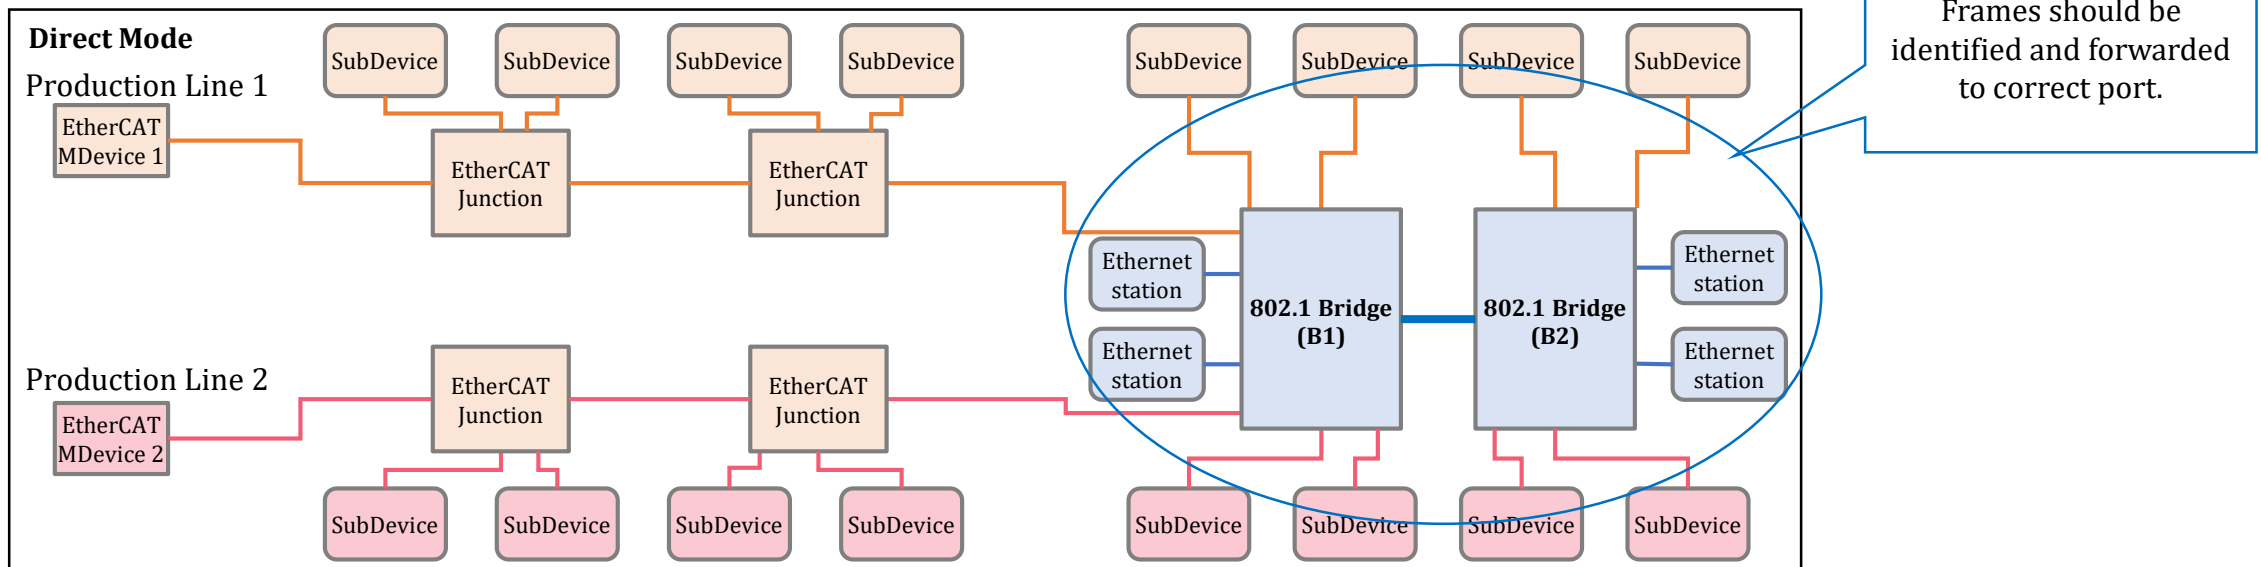 Direct Mode
Production Line 1
EtherCAT
MDevice 1
SubDevice
SubDevice
SubDevice
SubDevice
SubDevice
SubDevice
SubDevice
SubDevice
Frames should be
identified and forwarded
to correct port.
EtherCAT
Junction
EtherCAT
Junction
Ethernet
station
Ethernet
station
802.1 Bridge
(B1)
802.1 Bridge
(B2)
Ethernet
station
Ethernet
station
Production Line 2
EtherCAT
MDevice 2
EtherCAT
Junction
EtherCAT
Junction
SubDevice
SubDevice
SubDevice
SubDevice
SubDevice
SubDevice
SubDevice
SubDevice